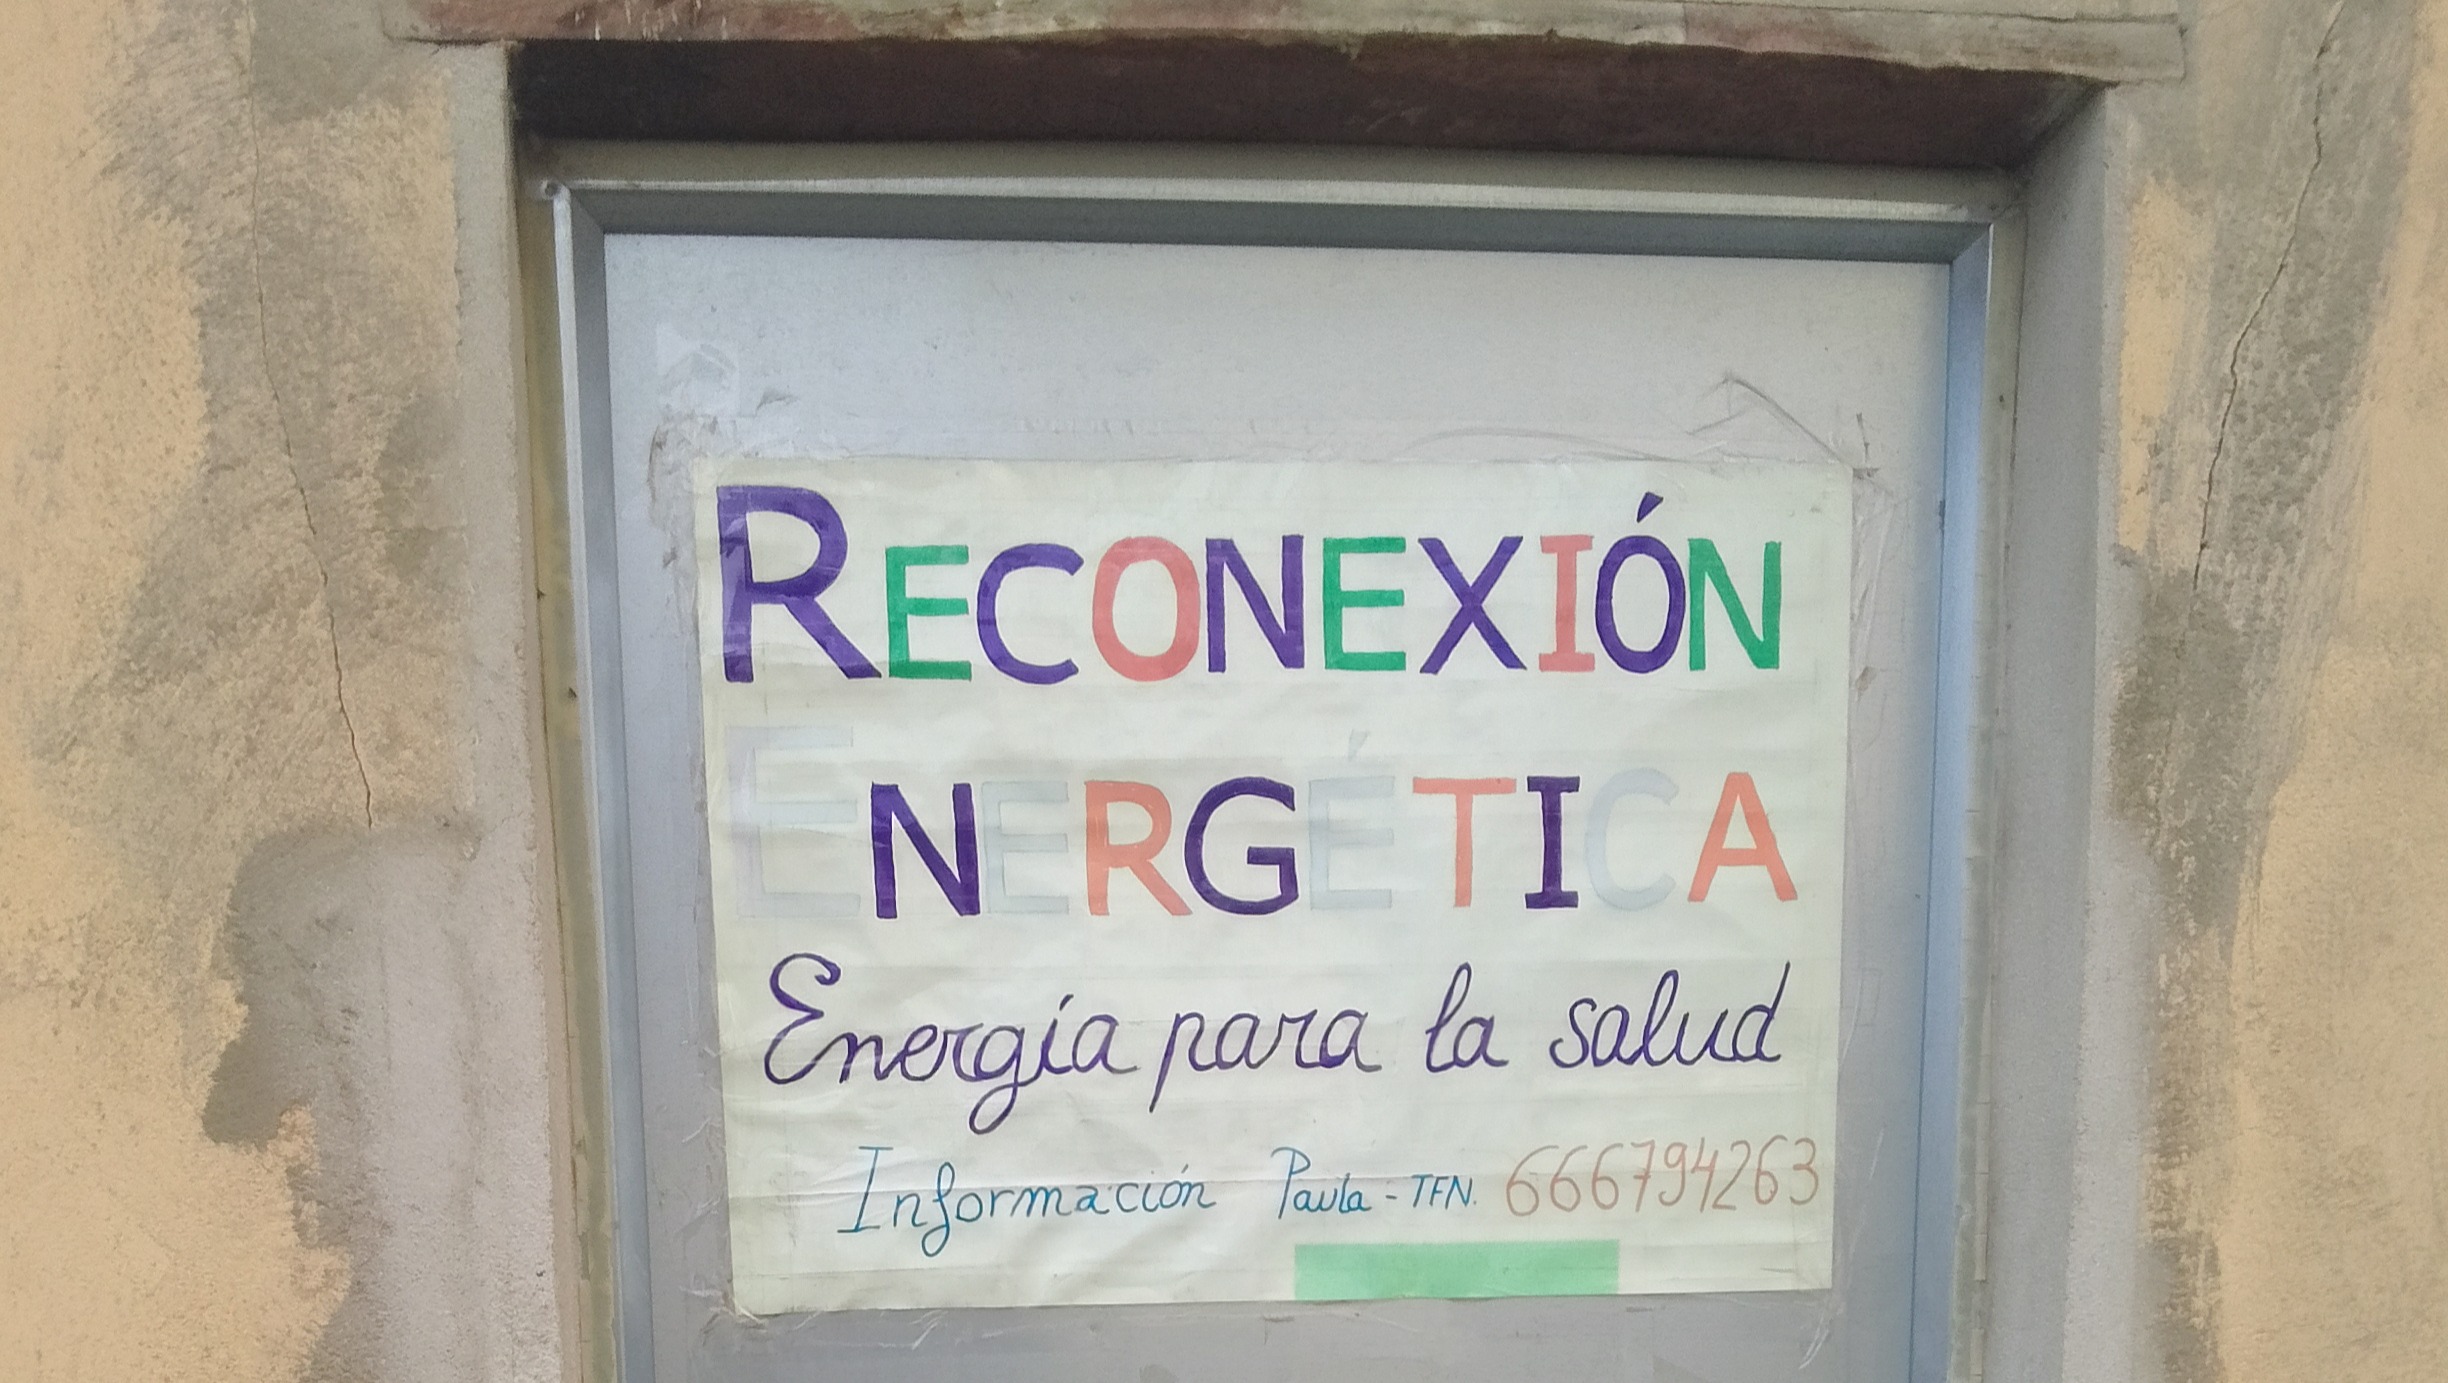 RECONEXIÓN
ENERGÉTICA
Energía para la salud
Información Paula - TFN. 666794263